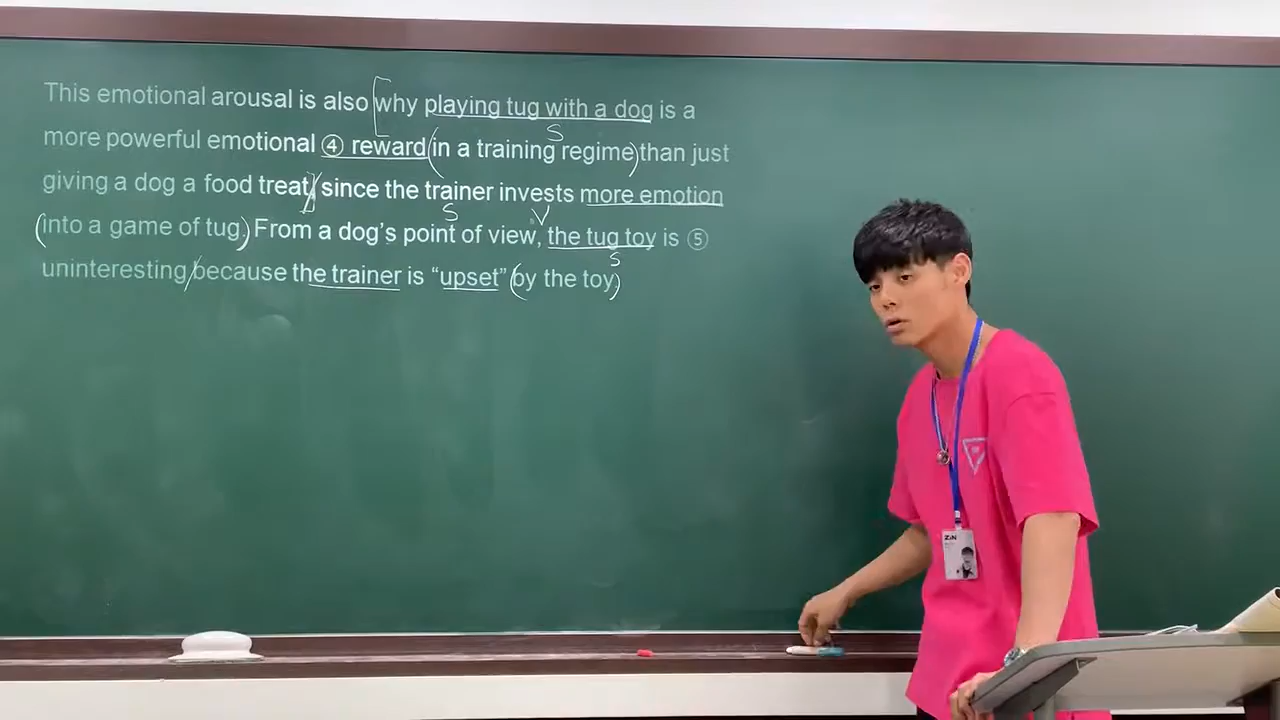 This emotional arousal is also why playing tug with a dog is a
S
more powerful emotional ④ reward (in a training regime) than just
giving a dog a food treat, since the trainer invests more emotion
S V
(into a game of tug.) From a dog's point of view, the tug toy is ⑤
S
uninteresting because the trainer is “upset” (by the toy)
ZIN